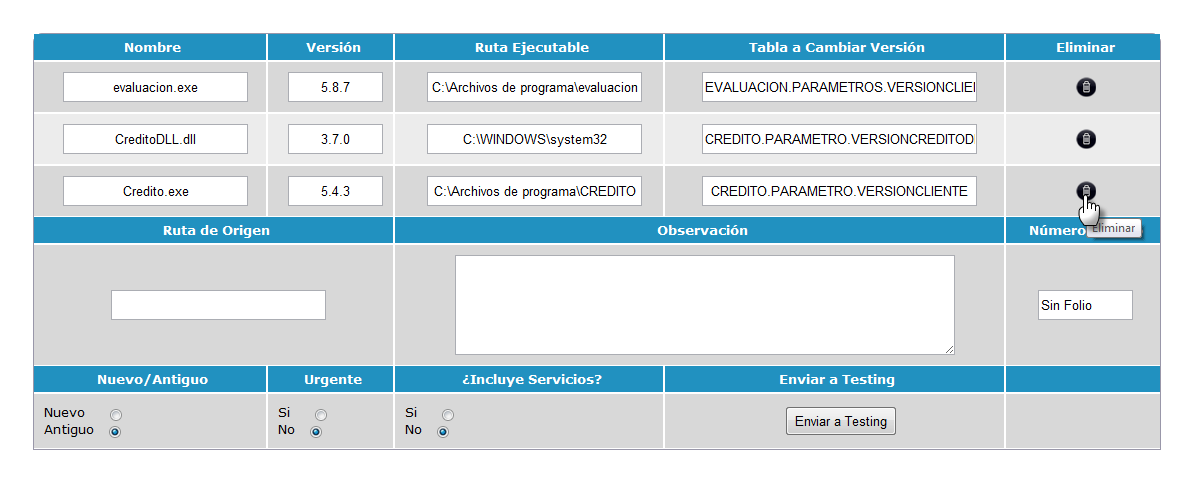 Nombre Versión Ruta Ejecutable Tabla a Cambiar Versión Eliminar
evaluacion.exe 5.8.7 C:\Archivos de programa\evaluacion EVALUACION.PARAMETROS.VERSIONCLIE
CreditoDLL.dll 3.7.0 C:\WINDOWS\system32 CREDITO.PARAMETRO.VERSIONCREDITOD
Credito.exe 5.4.3 C:\Archivos de programa\CREDITO CREDITO.PARAMETRO.VERSIONCLIENTE
Ruta de Origen Observación Número Eliminar
Sin Folio
Nuevo/Antiguo Urgente ¿Incluye Servicios? Enviar a Testing
Nuevo Si Si
Antiguo No No Enviar a Testing